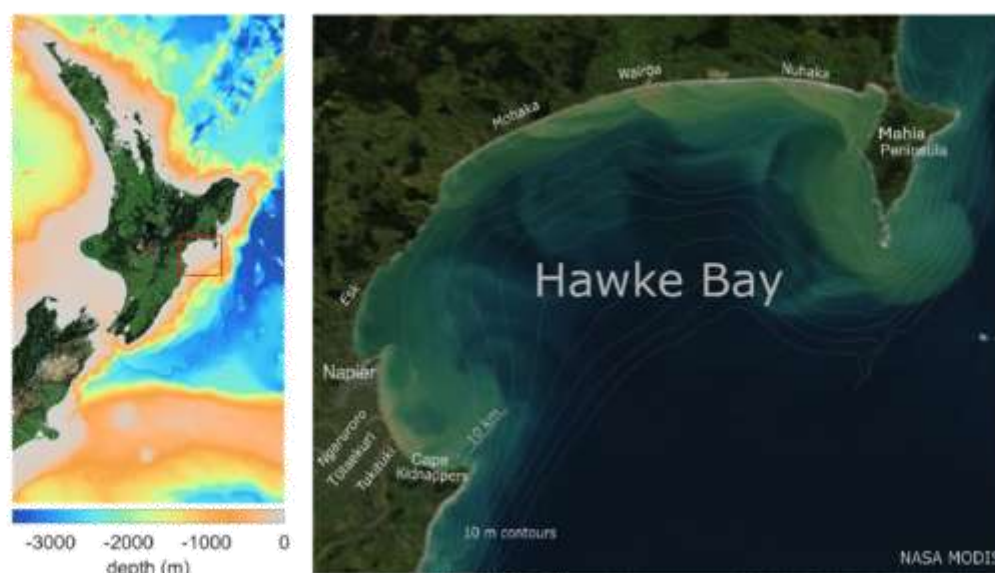 -3000 -2000 -1000 0
depth (m)
Mohaka
Wairoa
Nuhaka
Mahia
Peninsula
Hawke Bay
Esk
Napier
Ngaruroro
Tutaekuri
Tukituki
Cape
Kidnappers
10 km
10 m contours
NASA MODIS